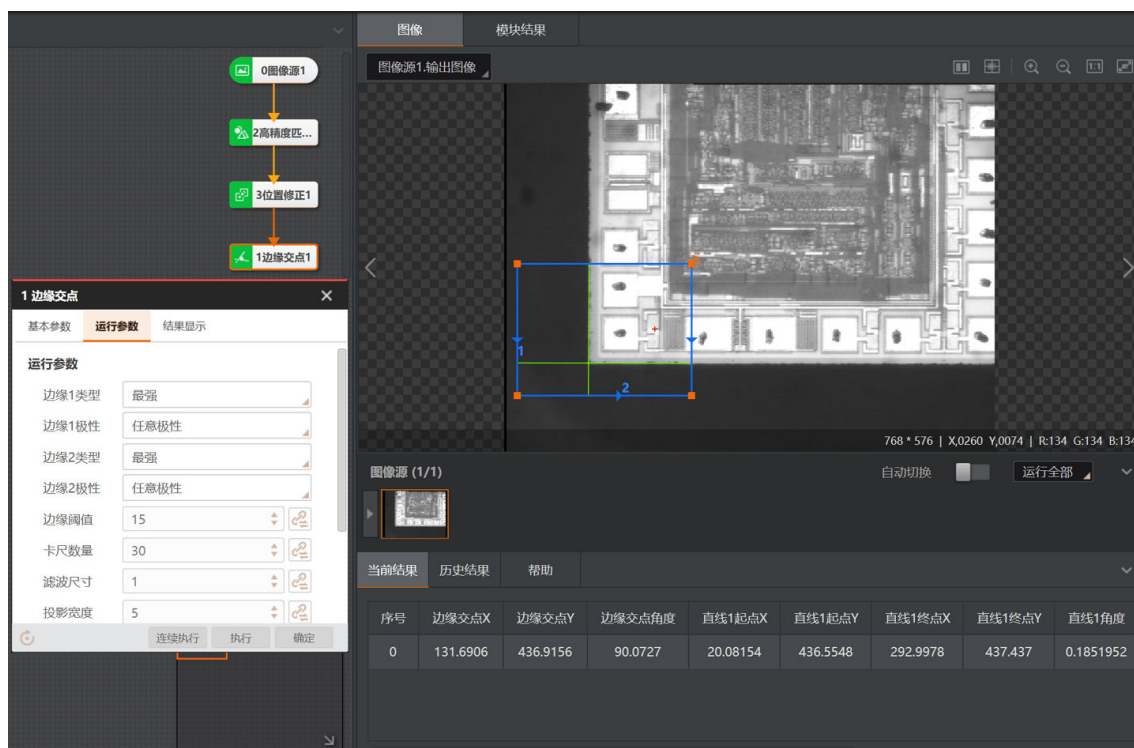 0图像源1
2高精度匹...
3位置修正1
1边缘交点1
1 边缘交点
基本参数 运行参数 结果显示
运行参数
边缘1类型 最强
边缘1极性 任意极性
边缘2类型 最强
边缘2极性 任意极性
边缘阈值 15
卡尺数量 30
滤波尺寸 1
投影宽度 5
连续执行 执行 确定
图像 模块结果
图像源1.输出图像
1:1
1
2
768 * 576 | X,0260 Y,0074 | R:134 G:134 B:134
图像源 (1/1)
自动切换 运行全部
当前结果 历史结果 帮助
序号 边缘交点X 边缘交点Y 边缘交点角度 直线1起点X 直线1起点Y 直线1终点X 直线1终点Y 直线1角度
0 131.6906 436.9156 90.0727 20.08154 436.5548 292.9978 437.437 0.1851952